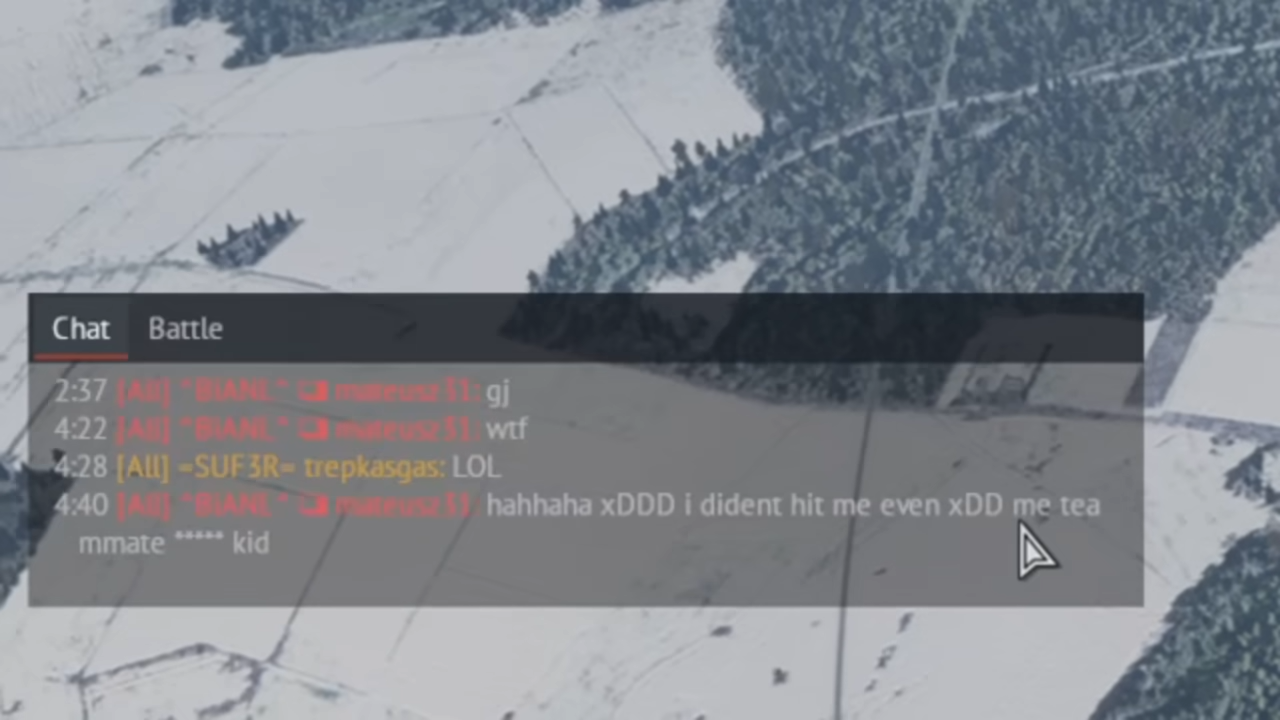 Chat Battle
2:37 [All] "BIANL" mateusz31: gj
4:22 [All] "BIANL" mateusz31: wtf
4:28 [All] =SUF3R= trepkasgas: LOL
4:40 [All] "BIANL" mateusz31: hahhaha xDDD i dident hit me even xDD me tea
mmate ***** kid